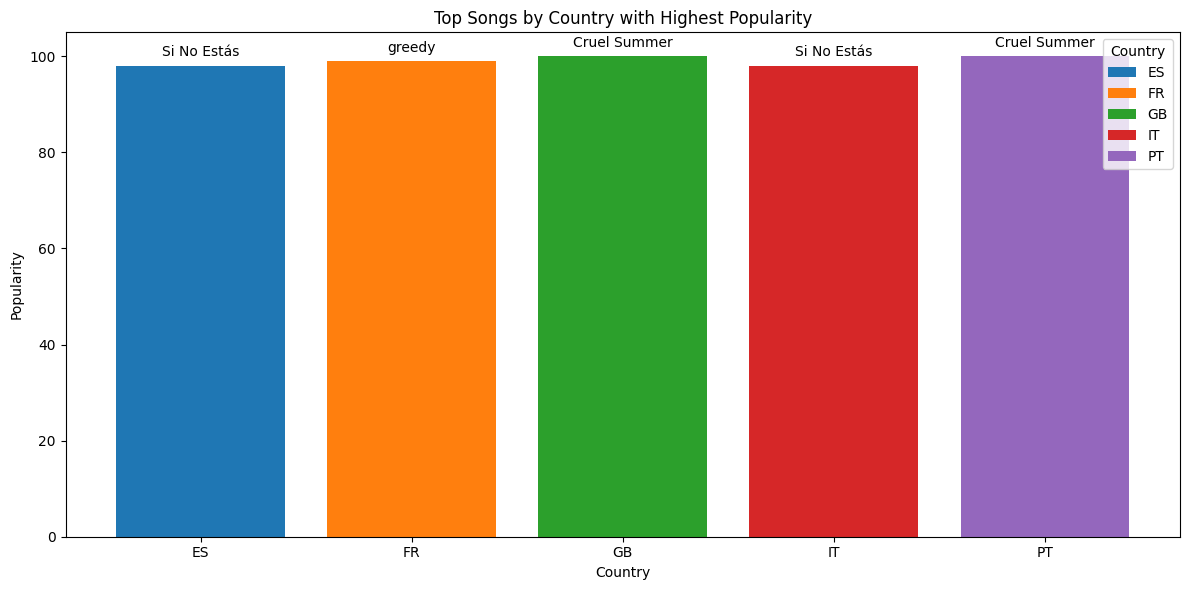 Top Songs by Country with Highest Popularity
Si No Estás
greedy
Cruel Summer
Si No Estás
Cruel Summer
Country
ES
FR
GB
IT
PT
Popularity
100
80
60
40
20
0
ES
FR
GB
IT
PT
Country